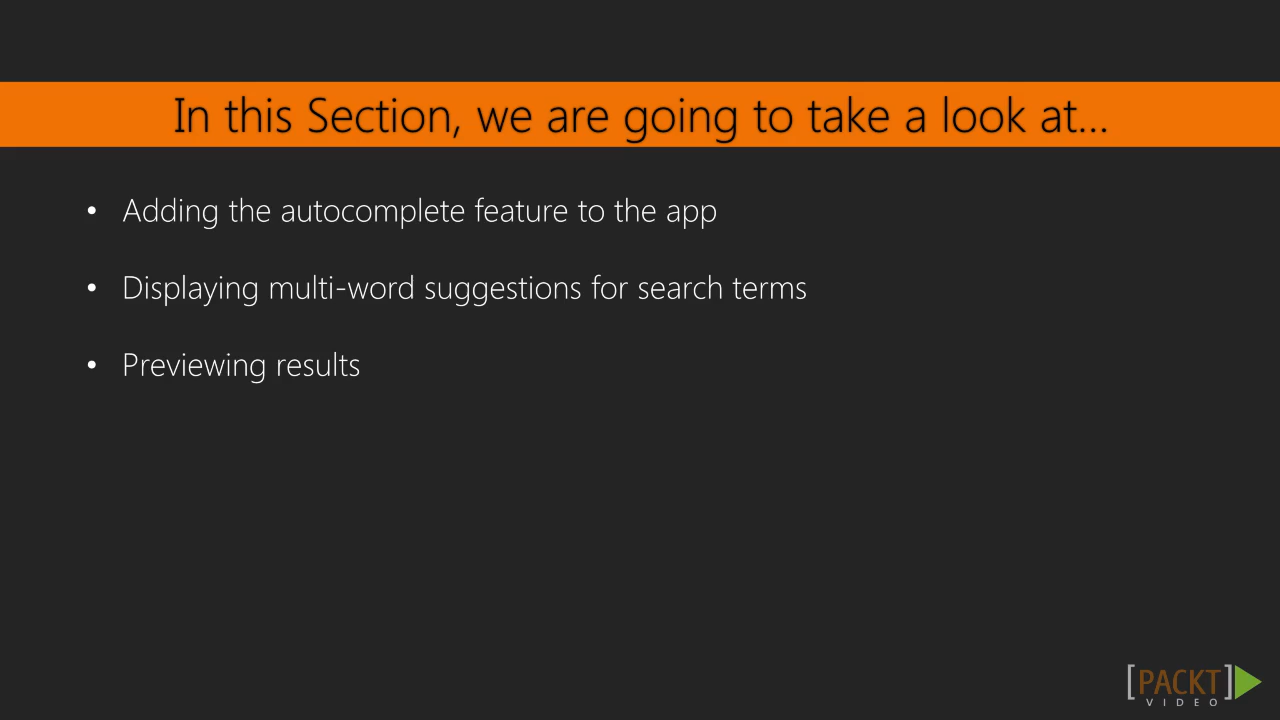 In this Section, we are going to take a look at...
• Adding the autocomplete feature to the app
• Displaying multi-word suggestions for search terms
• Previewing results
[PACKT]
VIDEO